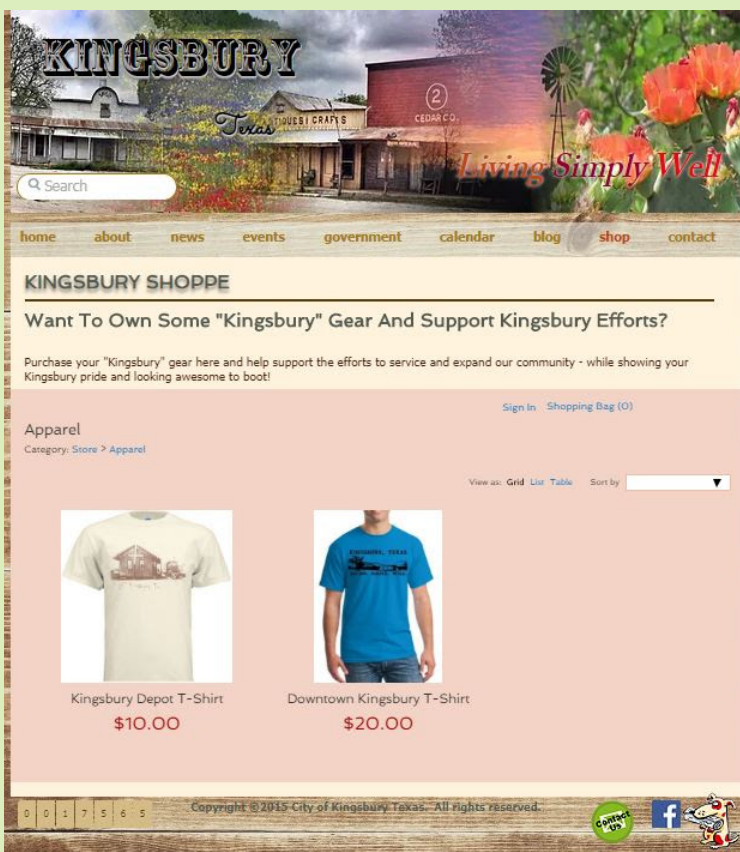 KINGSBURY
Texas
ANTIQUES & CRAFTS
2
CEDAR CO.
Living Simply Well
Search
home about news events government calendar blog shop contact
KINGSBURY SHOPPE
Want To Own Some "Kingsbury" Gear And Support Kingsbury Efforts?
Purchase your "Kingsbury" gear here and help support the efforts to service and expand our community - while showing your
Kingsbury pride and looking awesome to boot!
Sign In Shopping Bag (0)
Apparel
Category: Store > Apparel
View as: Grid List Table Sort by
KINGSBURY, TEXAS
Kingsbury Depot T-Shirt Downtown Kingsbury T-Shirt
$10.00 $20.00
0 0 1 7 5 6 5
Copyright ©2015 City of Kingsbury Texas. All rights reserved.
Contact Us
f